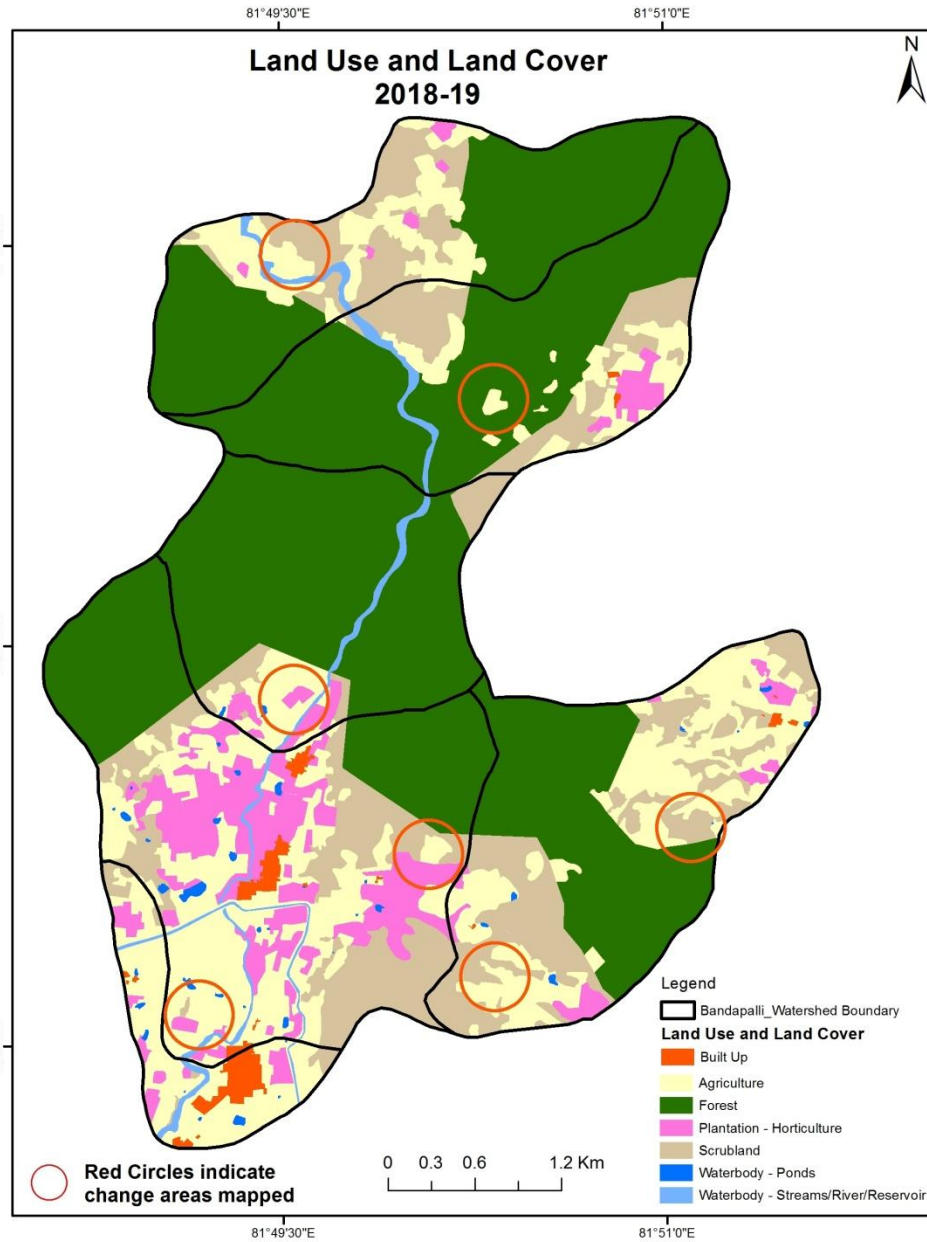 81°49'30"E
81°51'0"E
Land Use and Land Cover
2018-19
N
Legend
Bandapalli_Watershed Boundary
Land Use and Land Cover
Built Up
Agriculture
Forest
Plantation - Horticulture
Scrubland
Waterbody - Ponds
Waterbody - Streams/River/Reservoir
Red Circles indicate
change areas mapped
0 0.3 0.6 1.2 Km
81°49'30"E
81°51'0"E